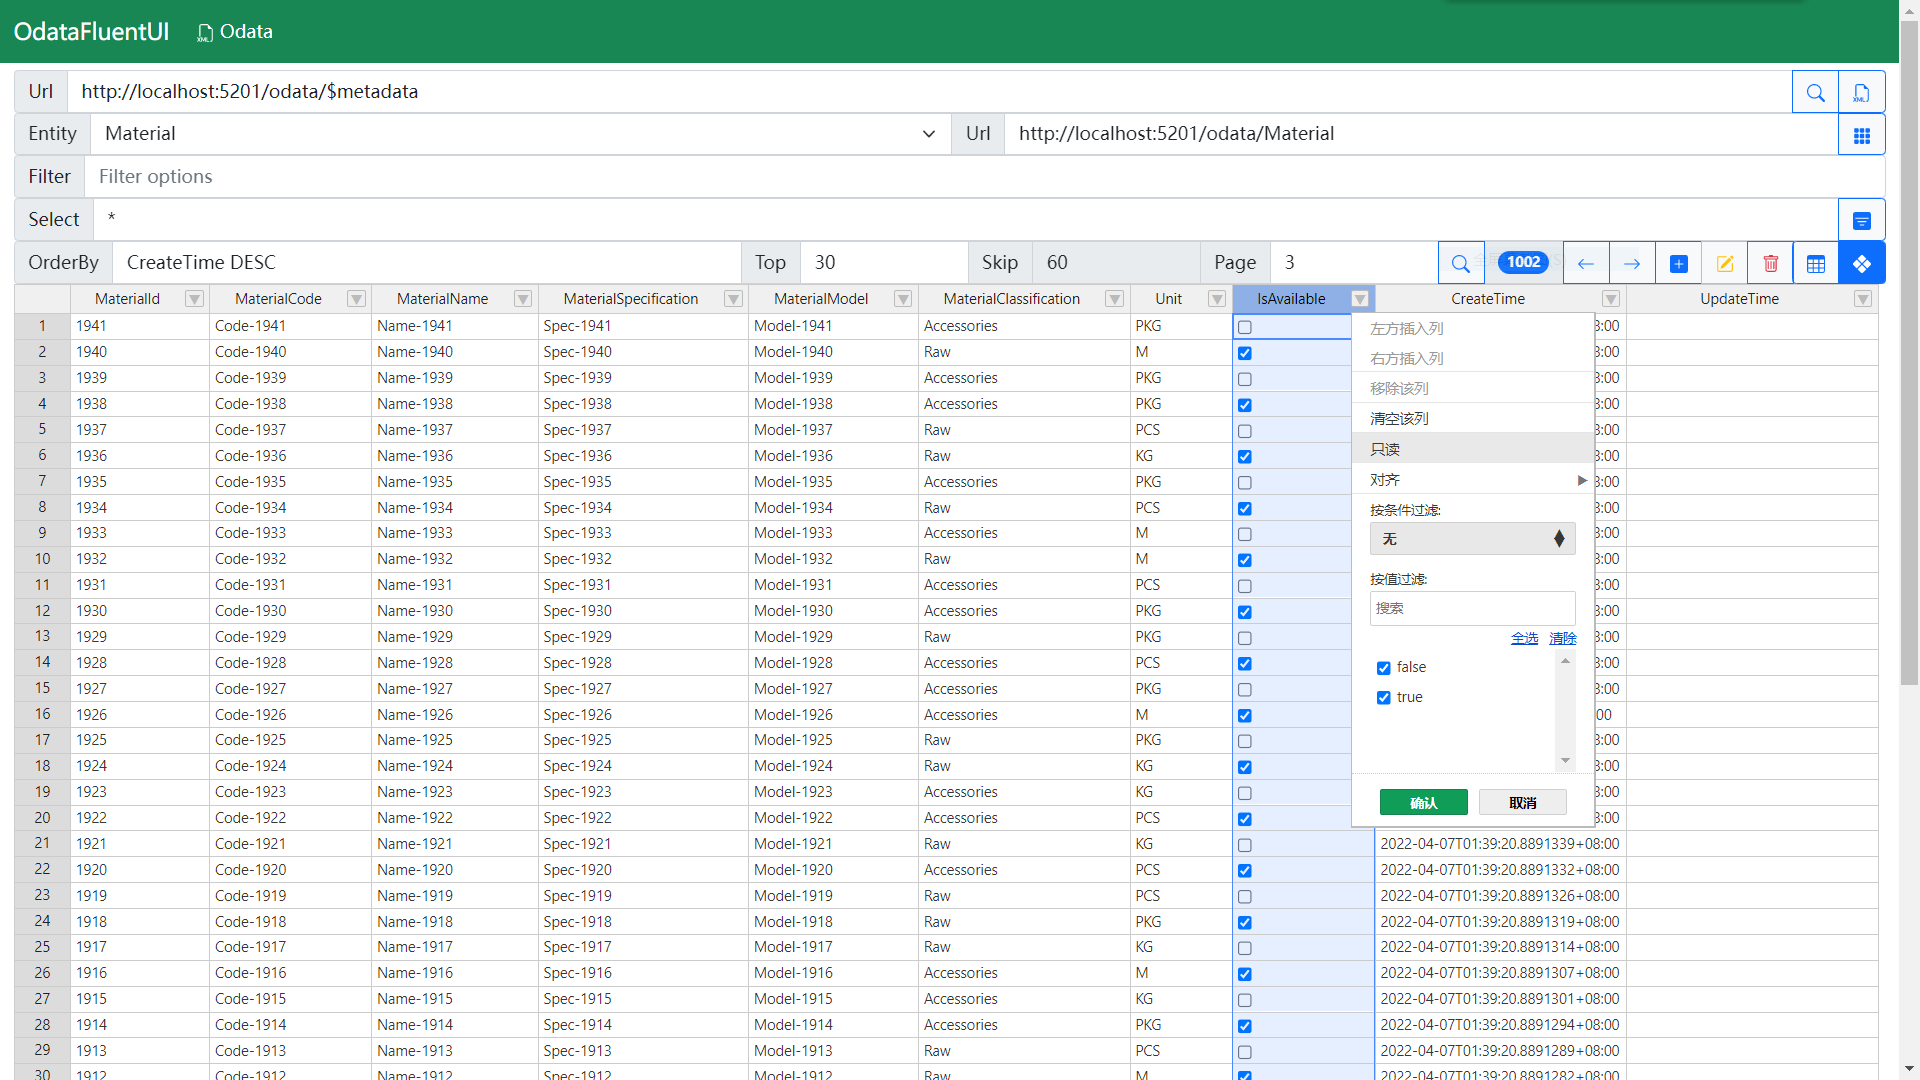 OdataFluentUI Odata
Url http://localhost:5201/odata/$metadata
Entity Material Url http://localhost:5201/odata/Material
Filter Filter options
Select *
OrderBy CreateTime DESC Top 30 Skip 60 Page 3 1002
MaterialId MaterialCode MaterialName MaterialSpecification MaterialModel MaterialClassification Unit IsAvailable CreateTime UpdateTime
1 1941 Code-1941 Name-1941 Spec-1941 Model-1941 Accessories PKG 3:00
左方插入列
2 1940 Code-1940 Name-1940 Spec-1940 Model-1940 Raw M 3:00
右方插入列
3 1939 Code-1939 Name-1939 Spec-1939 Model-1939 Accessories PKG 3:00
移除该列
4 1938 Code-1938 Name-1938 Spec-1938 Model-1938 Accessories PKG 3:00
清空该列
5 1937 Code-1937 Name-1937 Spec-1937 Model-1937 Raw PCS 3:00
只读
6 1936 Code-1936 Name-1936 Spec-1936 Model-1936 Raw KG 3:00
对齐
7 1935 Code-1935 Name-1935 Spec-1935 Model-1935 Accessories PKG 3:00
按条件过滤:
8 1934 Code-1934 Name-1934 Spec-1934 Model-1934 Raw PCS 3:00
无
9 1933 Code-1933 Name-1933 Spec-1933 Model-1933 Accessories M 3:00
10 1932 Code-1932 Name-1932 Spec-1932 Model-1932 Raw M 3:00
按值过滤:
11 1931 Code-1931 Name-1931 Spec-1931 Model-1931 Accessories PCS 3:00
搜索
12 1930 Code-1930 Name-1930 Spec-1930 Model-1930 Accessories PKG 3:00
全选 清除
13 1929 Code-1929 Name-1929 Spec-1929 Model-1929 Raw PKG 3:00
14 1928 Code-1928 Name-1928 Spec-1928 Model-1928 Accessories PCS false 3:00
15 1927 Code-1927 Name-1927 Spec-1927 Model-1927 Accessories PKG true 3:00
16 1926 Code-1926 Name-1926 Spec-1926 Model-1926 Accessories M 00
17 1925 Code-1925 Name-1925 Spec-1925 Model-1925 Raw PKG 3:00
18 1924 Code-1924 Name-1924 Spec-1924 Model-1924 Raw KG 3:00
19 1923 Code-1923 Name-1923 Spec-1923 Model-1923 Accessories KG 3:00
确认 取消
20 1922 Code-1922 Name-1922 Spec-1922 Model-1922 Accessories PCS 3:00
21 1921 Code-1921 Name-1921 Spec-1921 Model-1921 Raw KG 2022-04-07T01:39:20.8891339+08:00
22 1920 Code-1920 Name-1920 Spec-1920 Model-1920 Accessories PCS 2022-04-07T01:39:20.8891332+08:00
23 1919 Code-1919 Name-1919 Spec-1919 Model-1919 Raw PCS 2022-04-07T01:39:20.8891326+08:00
24 1918 Code-1918 Name-1918 Spec-1918 Model-1918 Raw PKG 2022-04-07T01:39:20.8891319+08:00
25 1917 Code-1917 Name-1917 Spec-1917 Model-1917 Raw KG 2022-04-07T01:39:20.8891314+08:00
26 1916 Code-1916 Name-1916 Spec-1916 Model-1916 Accessories M 2022-04-07T01:39:20.8891307+08:00
27 1915 Code-1915 Name-1915 Spec-1915 Model-1915 Accessories KG 2022-04-07T01:39:20.8891301+08:00
28 1914 Code-1914 Name-1914 Spec-1914 Model-1914 Accessories PKG 2022-04-07T01:39:20.8891294+08:00
29 1913 Code-1913 Name-1913 Spec-1913 Model-1913 Raw PCS 2022-04-07T01:39:20.8891289+08:00
30 1912 Code-1912 Name-1912 Spec-1912 Model-1912 Raw M 2022-04-07T01:39:20.8891282+08:00